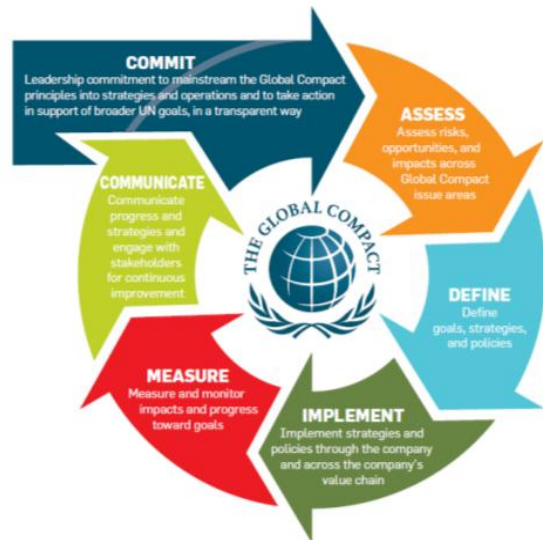 COMMIT
Leadership commitment to mainstream the Global Compact
principles into strategies and operations and to take action
in support of broader UN goals, in a transparent way
ASSESS
Assess risks,
opportunities, and
impacts across
Global Compact
issue areas
DEFINE
Define
goals, strategies,
and policies
IMPLEMENT
Implement strategies and
policies through the company
and across the company's
value chain
MEASURE
Measure and monitor
impacts and progress
toward goals
COMMUNICATE
Communicate
progress and
strategies and
engage with
stakeholders
for continuous
improvement
THE GLOBAL COMPACT